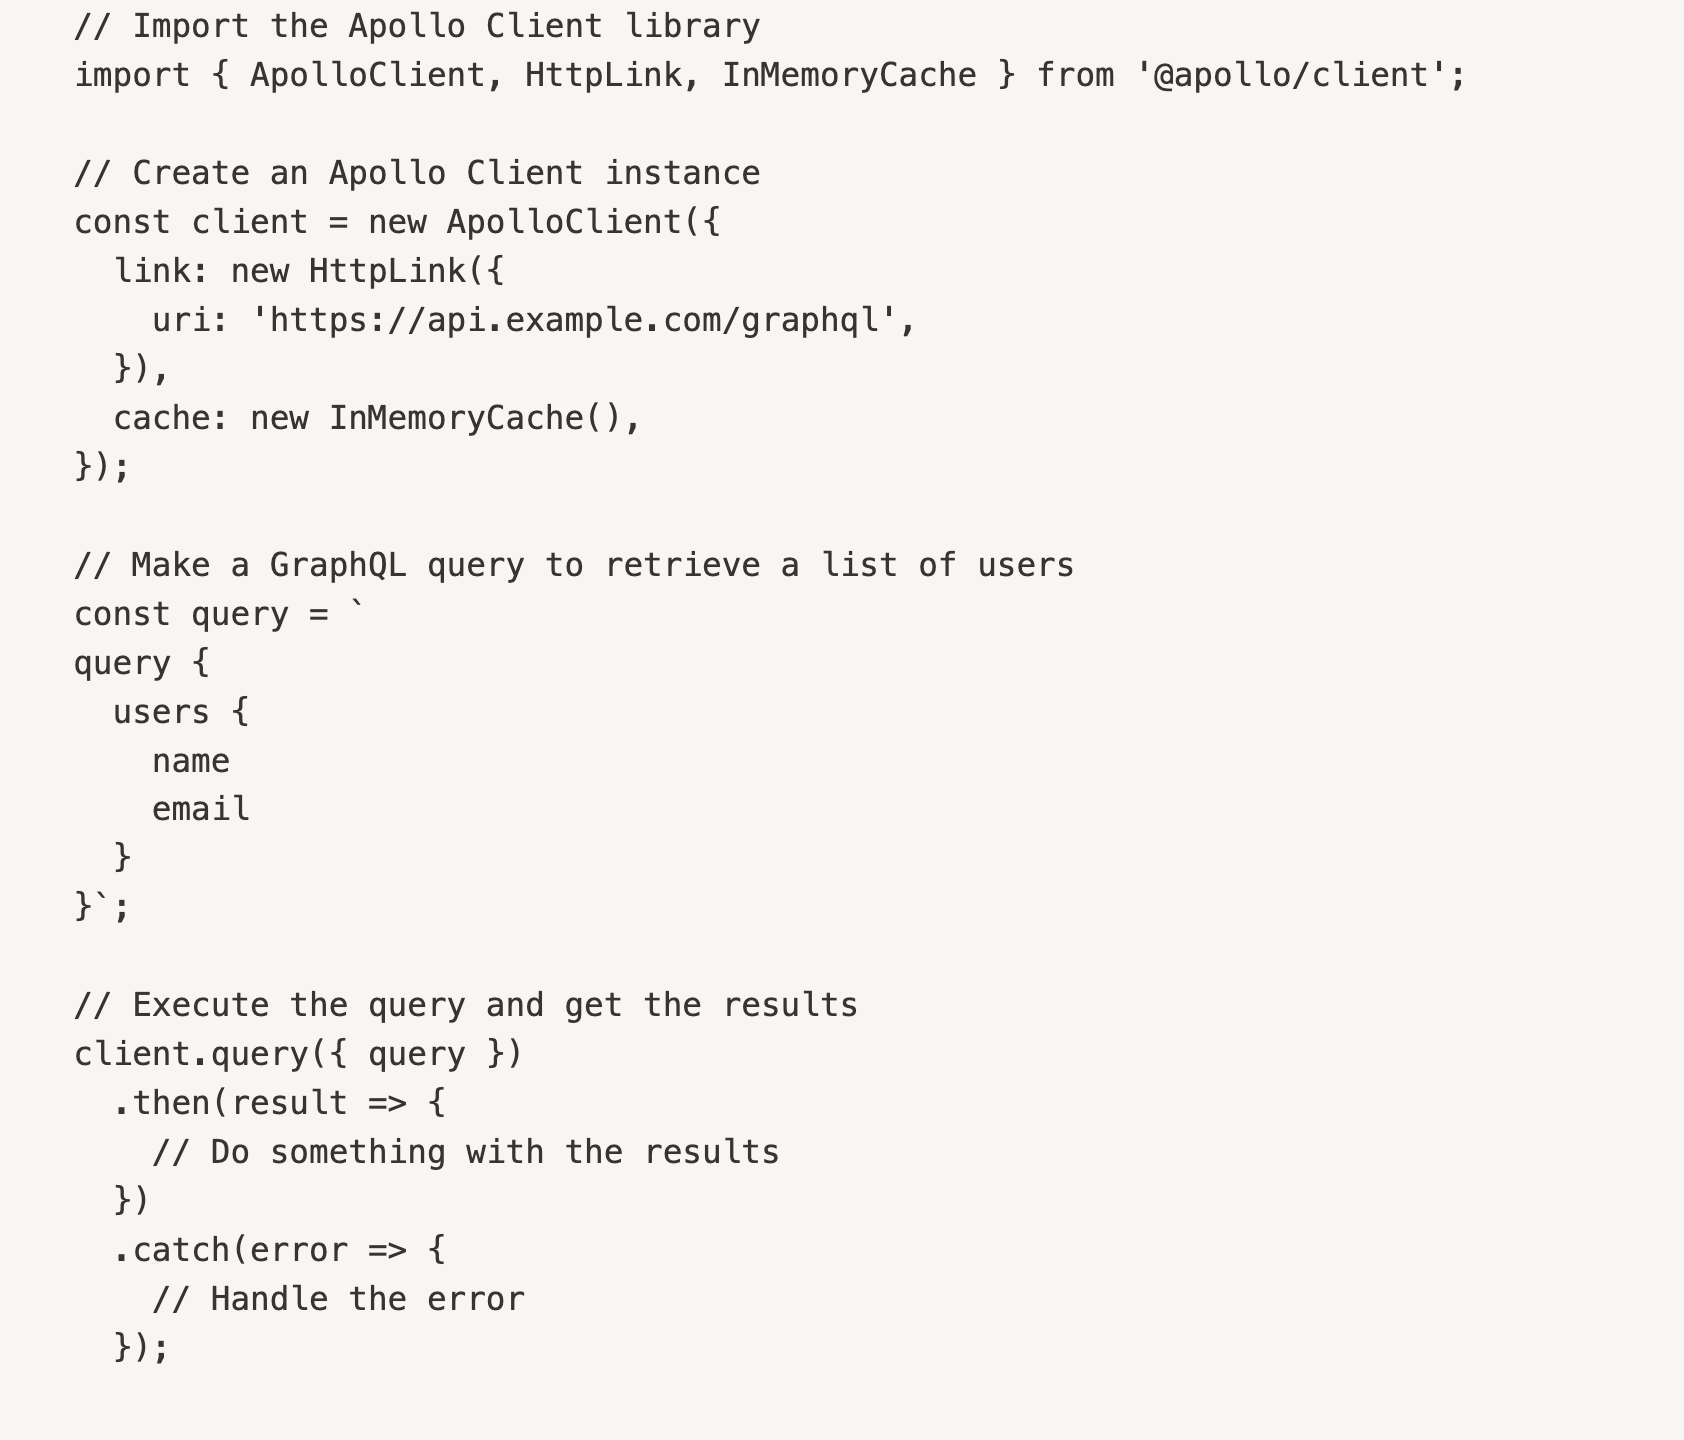 // Import the Apollo Client library
import { ApolloClient, HttpLink, InMemoryCache } from '@apollo/client';

// Create an Apollo Client instance
const client = new ApolloClient({
  link: new HttpLink({
    uri: 'https://api.example.com/graphql',
  }),
  cache: new InMemoryCache(),
});

// Make a GraphQL query to retrieve a list of users
const query = `
query {
  users {
    name
    email
  }
}`;

// Execute the query and get the results
client.query({ query })
  .then(result => {
    // Do something with the results
  })
  .catch(error => {
    // Handle the error
  });